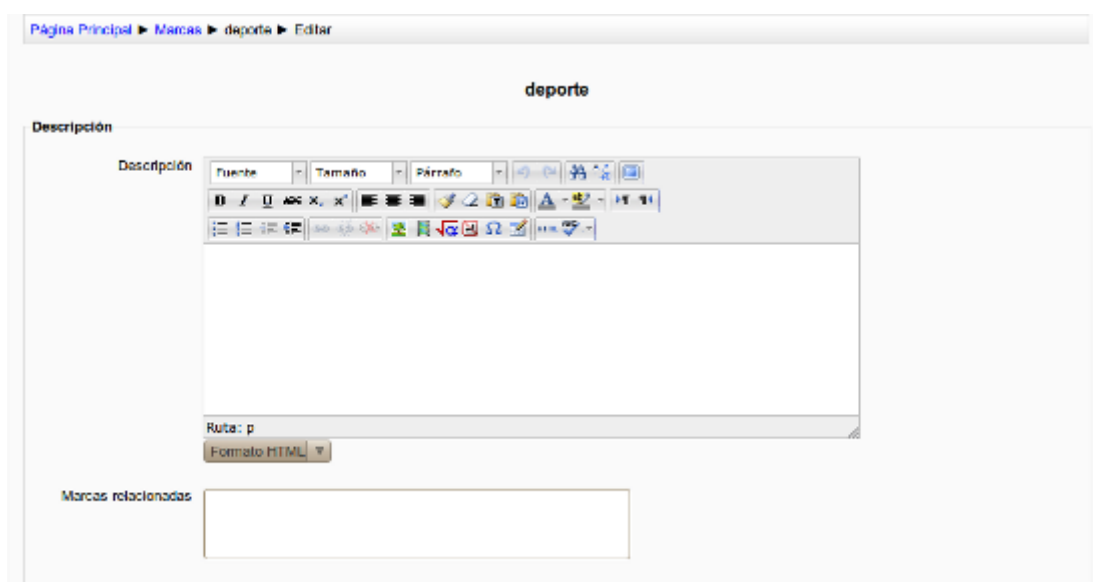 Página Principal ► Marcas ► deporte ► Editar
deporte
Descripción
Descripción
Fuente Tamaño Párrafo
Ruta: p
Formato HTML
Marcas relacionadas